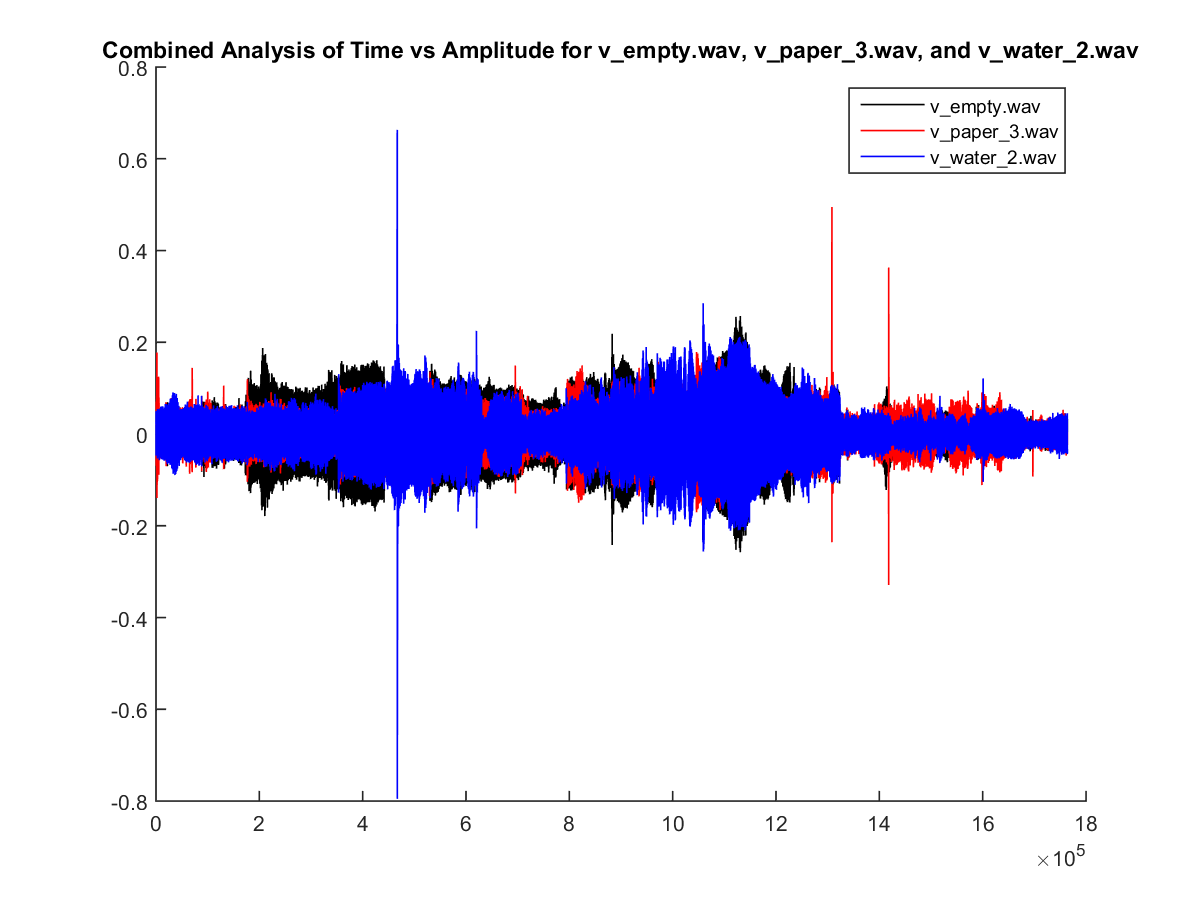 Combined Analysis of Time vs Amplitude for v_empty.wav, v_paper_3.wav, and v_water_2.wav
0.8
v_empty.wav
v_paper_3.wav
v_water_2.wav
0.6
0.4
0.2
0
-0.2
-0.4
-0.6
-0.8
0 2 4 6 8 10 12 14 16 18
×10^5